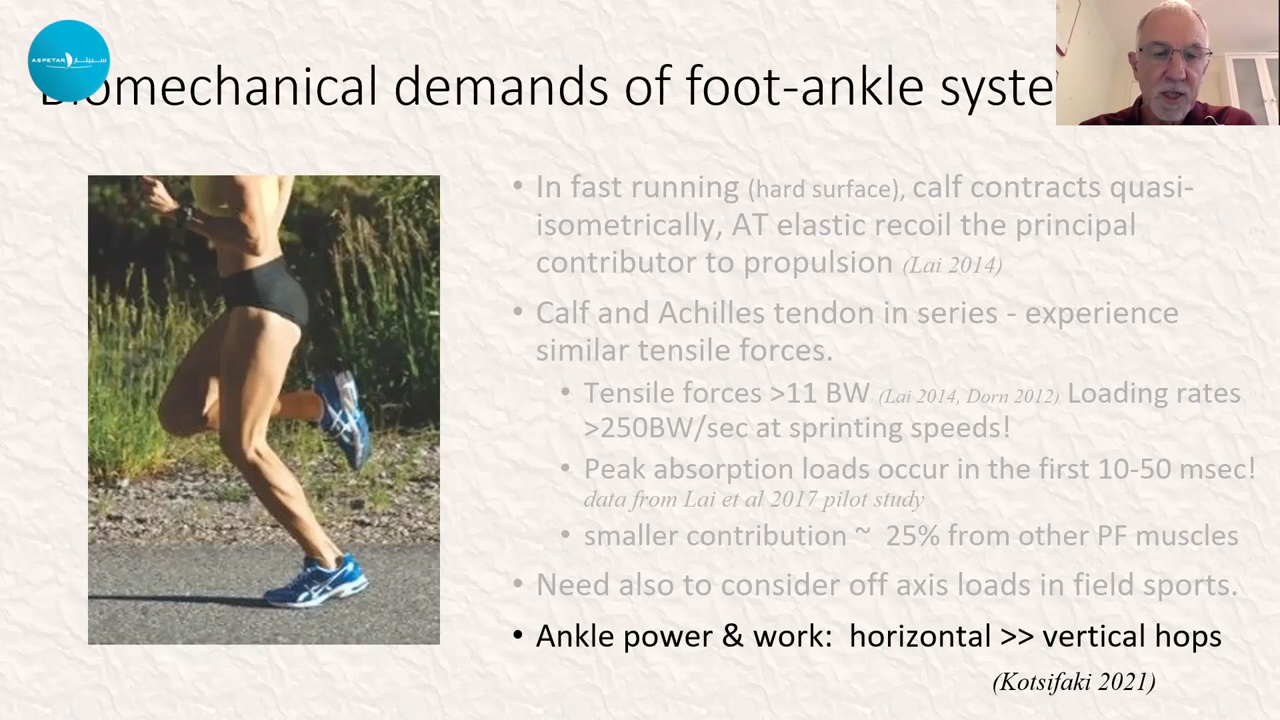 ASPETAR سبيتار
Biomechanical demands of foot-ankle syste
• In fast running (hard surface), calf contracts quasi-
isometrically, AT elastic recoil the principal
contributor to propulsion (Lai 2014)
• Calf and Achilles tendon in series - experience
similar tensile forces.
• Tensile forces >11 BW (Lai 2014, Dorn 2012) Loading rates
>250BW/sec at sprinting speeds!
• Peak absorption loads occur in the first 10-50 msec!
data from Lai et al 2017 pilot study
• smaller contribution ~ 25% from other PF muscles
• Need also to consider off axis loads in field sports.
• Ankle power & work: horizontal >> vertical hops
(Kotsifaki 2021)